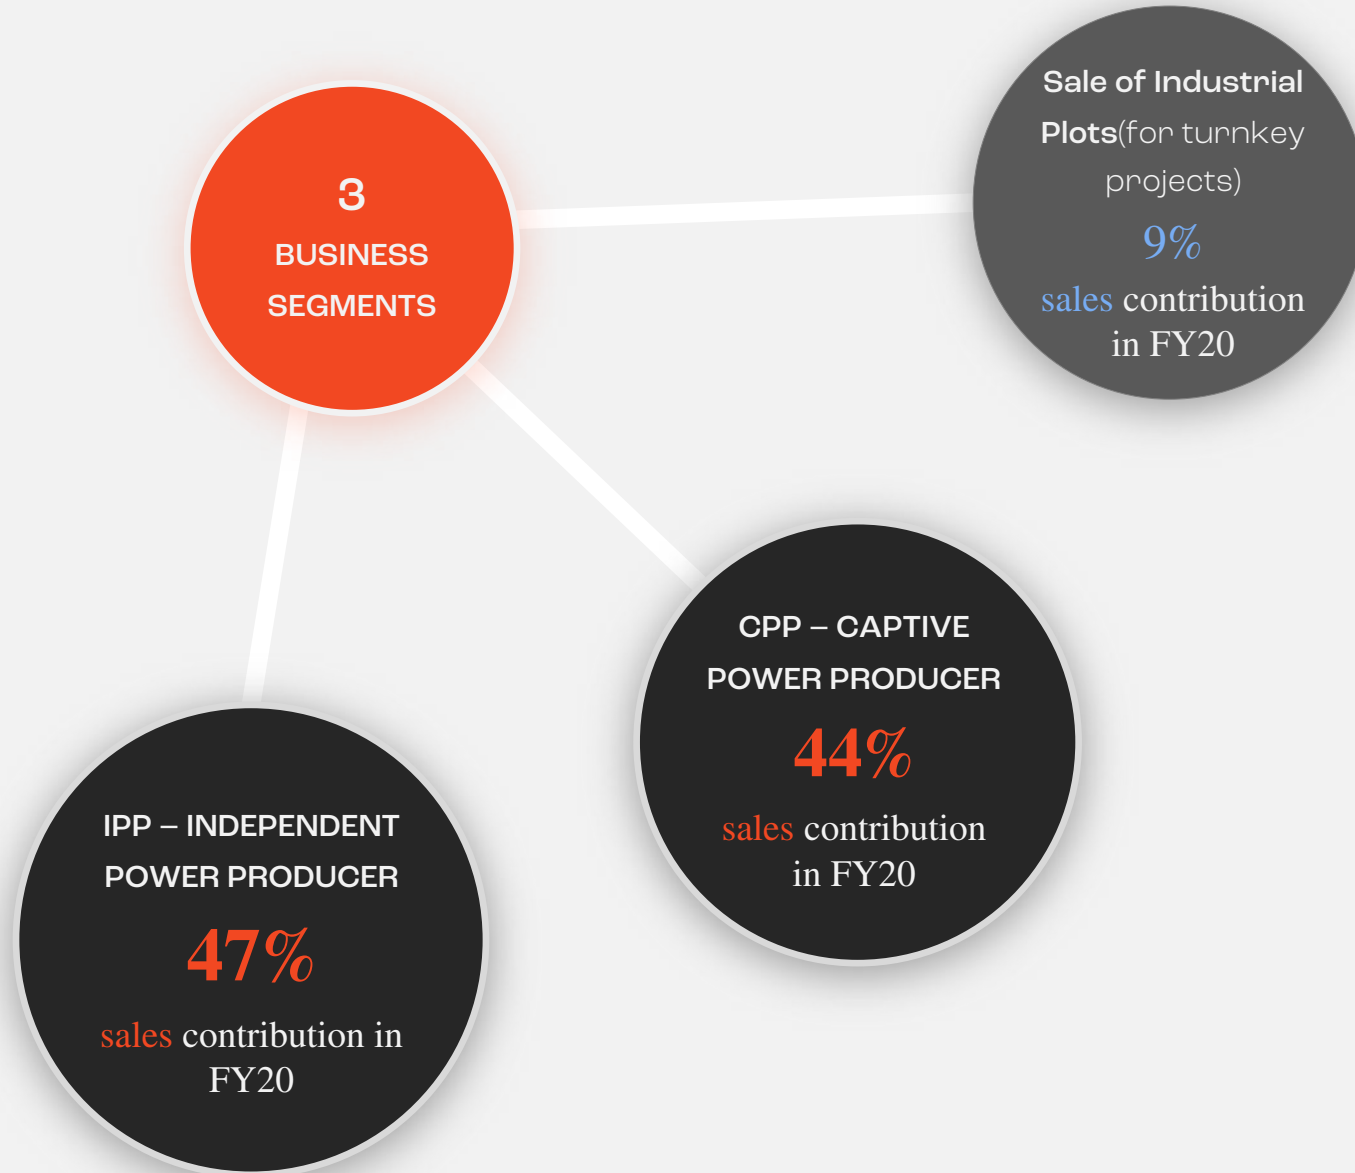 3
BUSINESS
SEGMENTS
Sale of Industrial
Plots(for turnkey
projects)
9%
sales contribution
in FY20
CPP – CAPTIVE
POWER PRODUCER
44%
sales contribution
in FY20
IPP – INDEPENDENT
POWER PRODUCER
47%
sales contribution in
FY20